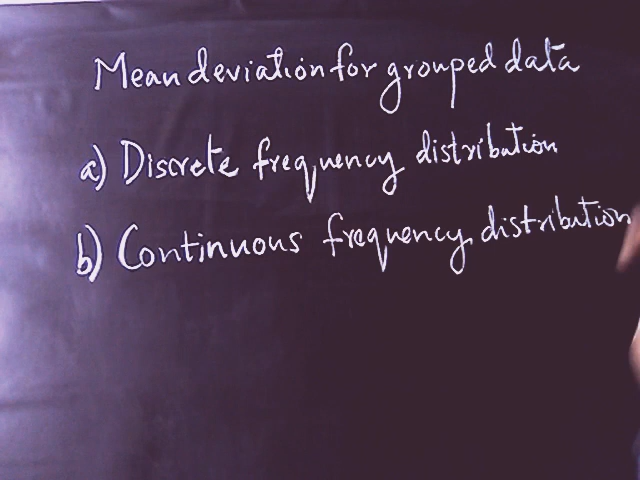 Mean deviation for grouped data
a) Discrete frequency distribution
b) Continuous frequency distribution